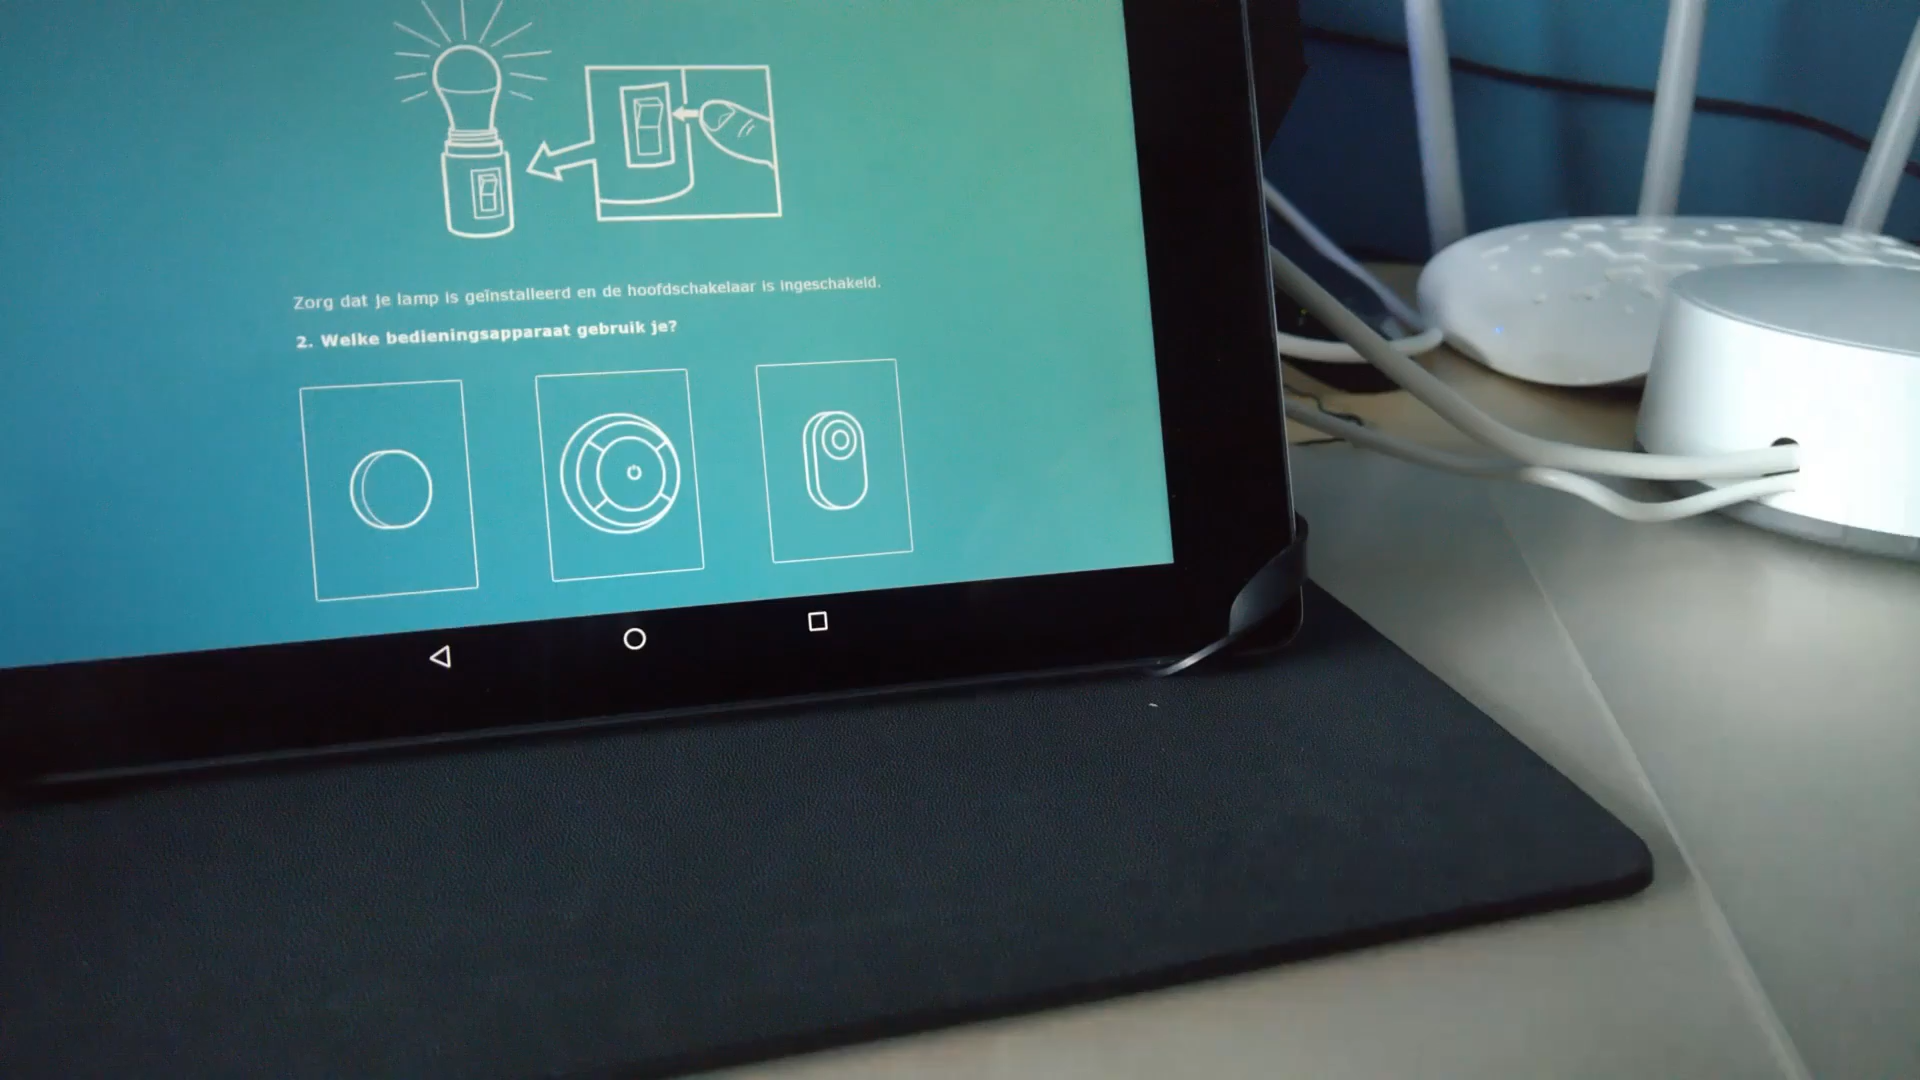 Zorg dat je lamp is geïnstalleerd en de hoofdschakelaar is ingeschakeld.
2. Welke bedieningsapparaat gebruik je?